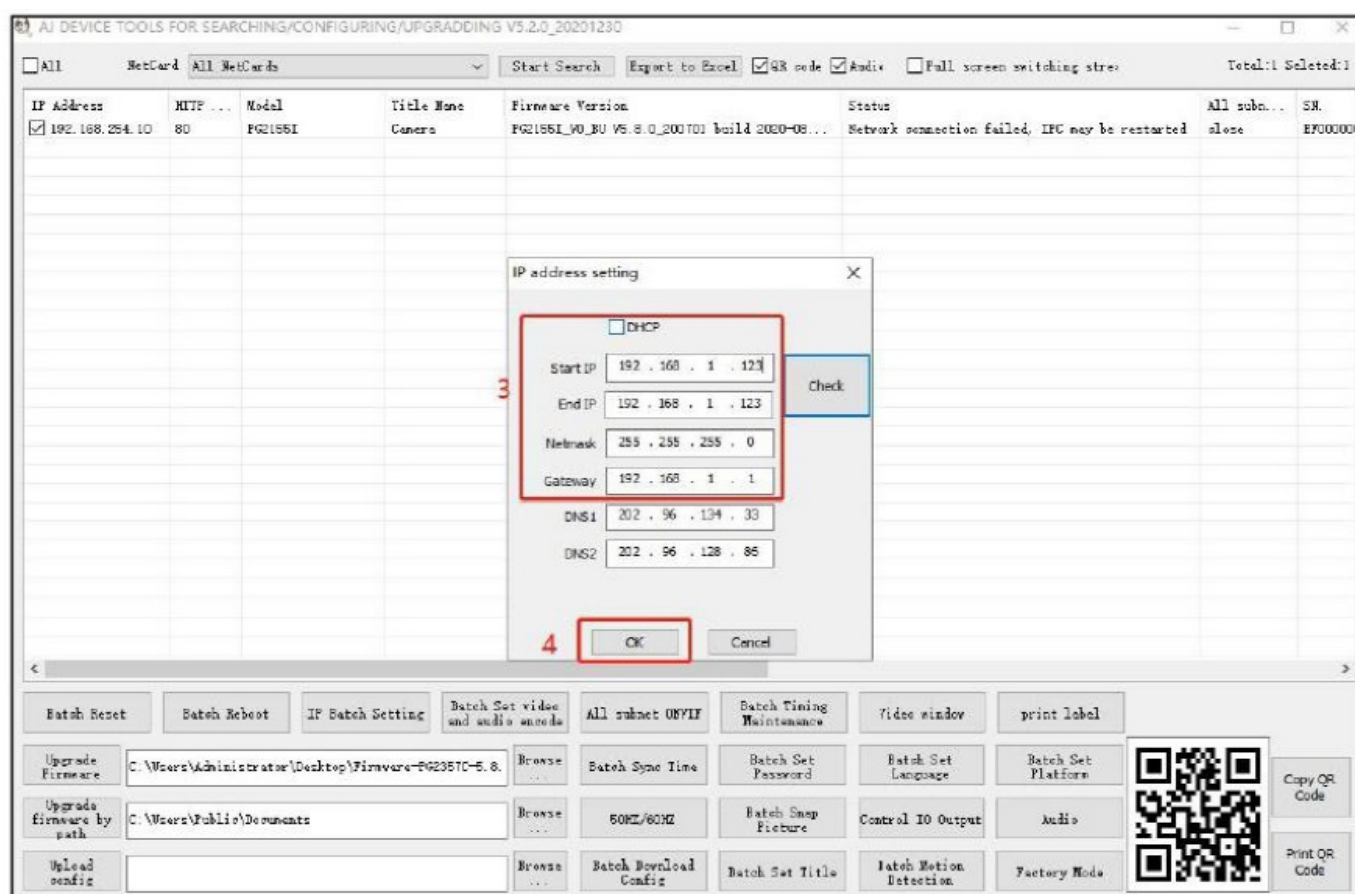 AJ DEVICE TOOLS FOR SEARCHING/CONFIGURING/UPGRADDING V5.2.0_20201230
All NetCard All NetCards Start Search Export to Excel QR code Audio Full screen switching stre: Total:1 Seleted:1
IP Address HTTP ... Model Title Name Firmware Version Status All subn... SN.
192.168.254.10 80 PG2155I Camera PG2155I_W0_BU V5.8.0_200701 build 2020-08... Network connection failed, IPC may be restarted close EF00000
IP address setting
DHCP
Start IP 192 . 168 . 1 . 123
Check
3
End IP 192 . 168 . 1 . 123
Netmask 255 . 255 . 255 . 0
Gateway 192 . 168 . 1 . 1
DNS1 202 . 96 . 134 . 33
DNS2 202 . 96 . 128 . 86
4 OK Cancel
Batch Reset Batch Reboot IP Batch Setting Batch Set video and audio encode All subnet ONVIF Batch Timing Maintenance Video window print label
Upgrade Firmware C:\Users\Administrator\Desktop\Firmware-PG2357C-5.8. Browse ... Batch Sync Time Batch Set Password Batch Set Language Batch Set Platform Copy QR Code
Upgrade firmware by path C:\Users\Public\Documents Browse ... 50HZ/60HZ Batch Snap Picture Control IO Output Audio
Upload config Browse ... Batch Download Config Batch Set Title Batch Motion Detection Factory Mode Print QR Code